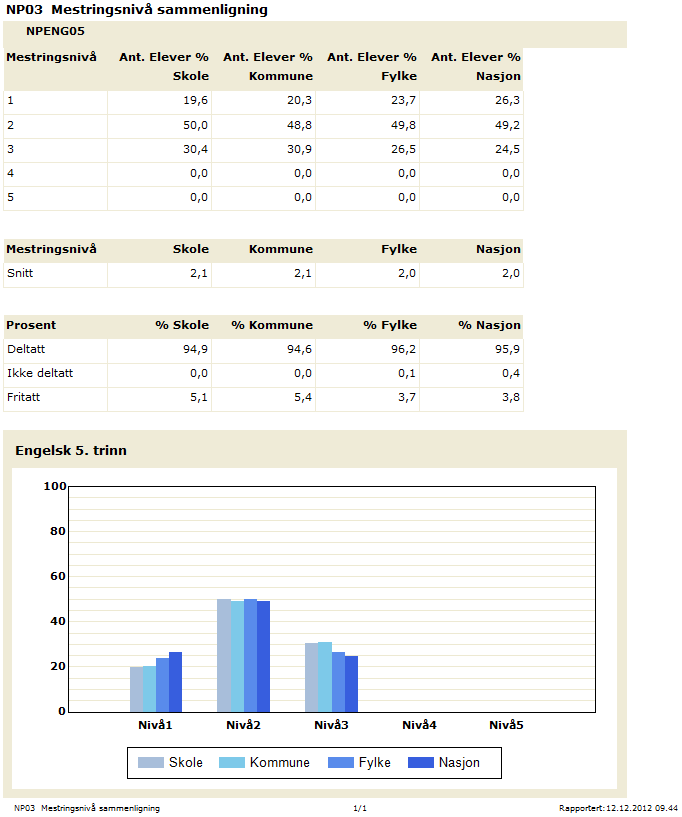 NP03 Mestringsnivå sammenligning
NPENG05
Mestringsnivå Ant. Elever % Skole Ant. Elever % Kommune Ant. Elever % Fylke Ant. Elever % Nasjon
1 19,6 20,3 23,7 26,3
2 50,0 48,8 49,8 49,2
3 30,4 30,9 26,5 24,5
4 0,0 0,0 0,0 0,0
5 0,0 0,0 0,0 0,0
Mestringsnivå Skole Kommune Fylke Nasjon
Snitt 2,1 2,1 2,0 2,0
Prosent % Skole % Kommune % Fylke % Nasjon
Deltatt 94,9 94,6 96,2 95,9
Ikke deltatt 0,0 0,0 0,1 0,4
Fritatt 5,1 5,4 3,7 3,8
Engelsk 5. trinn
100
80
60
40
20
0
Nivå1 Nivå2 Nivå3 Nivå4 Nivå5
Skole Kommune Fylke Nasjon
NP03 Mestringsnivå sammenligning 1/1 Rapportert:12.12.2012 09.44